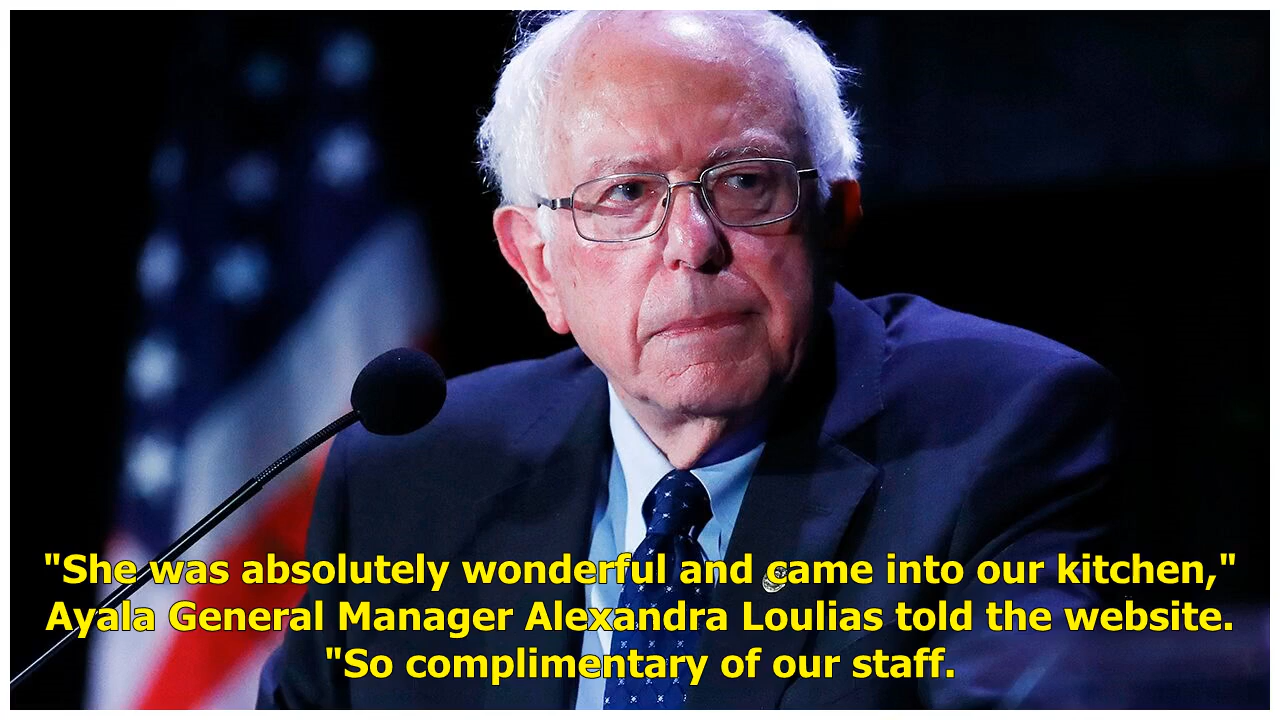 "She was absolutely wonderful and came into our kitchen,"
Ayala General Manager Alexandra Loulias told the website.
"So complimentary of our staff.